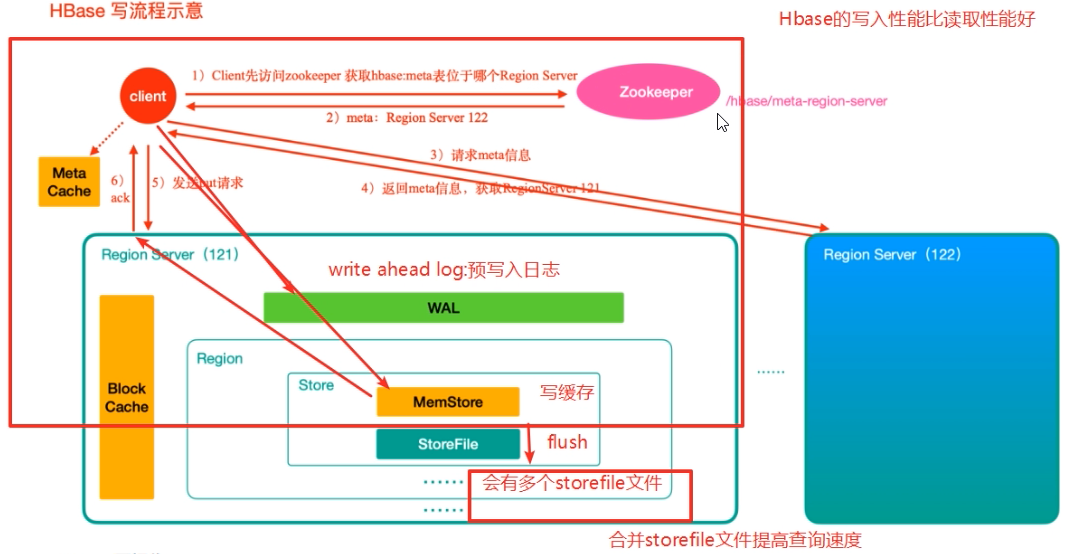 HBase 写流程示意
Hbase的写入性能比读取性能好
1）Client先访问zookeeper 获取hbase:meta表位于哪个Region Server
client
Zookeeper
/hbase/meta-region-server
2）meta：Region Server 122
3）请求meta信息
Meta
Cache
6）
ack
5）发送put请求
4）返回meta信息，获取RegionServer 121
Region Server（121）
Region Server（122）
write ahead log:预写入日志
WAL
Region
Block
Cache
Store
MemStore
写缓存
......
StoreFile
flush
......
会有多个storefile文件
......
合并storefile文件提高查询速度